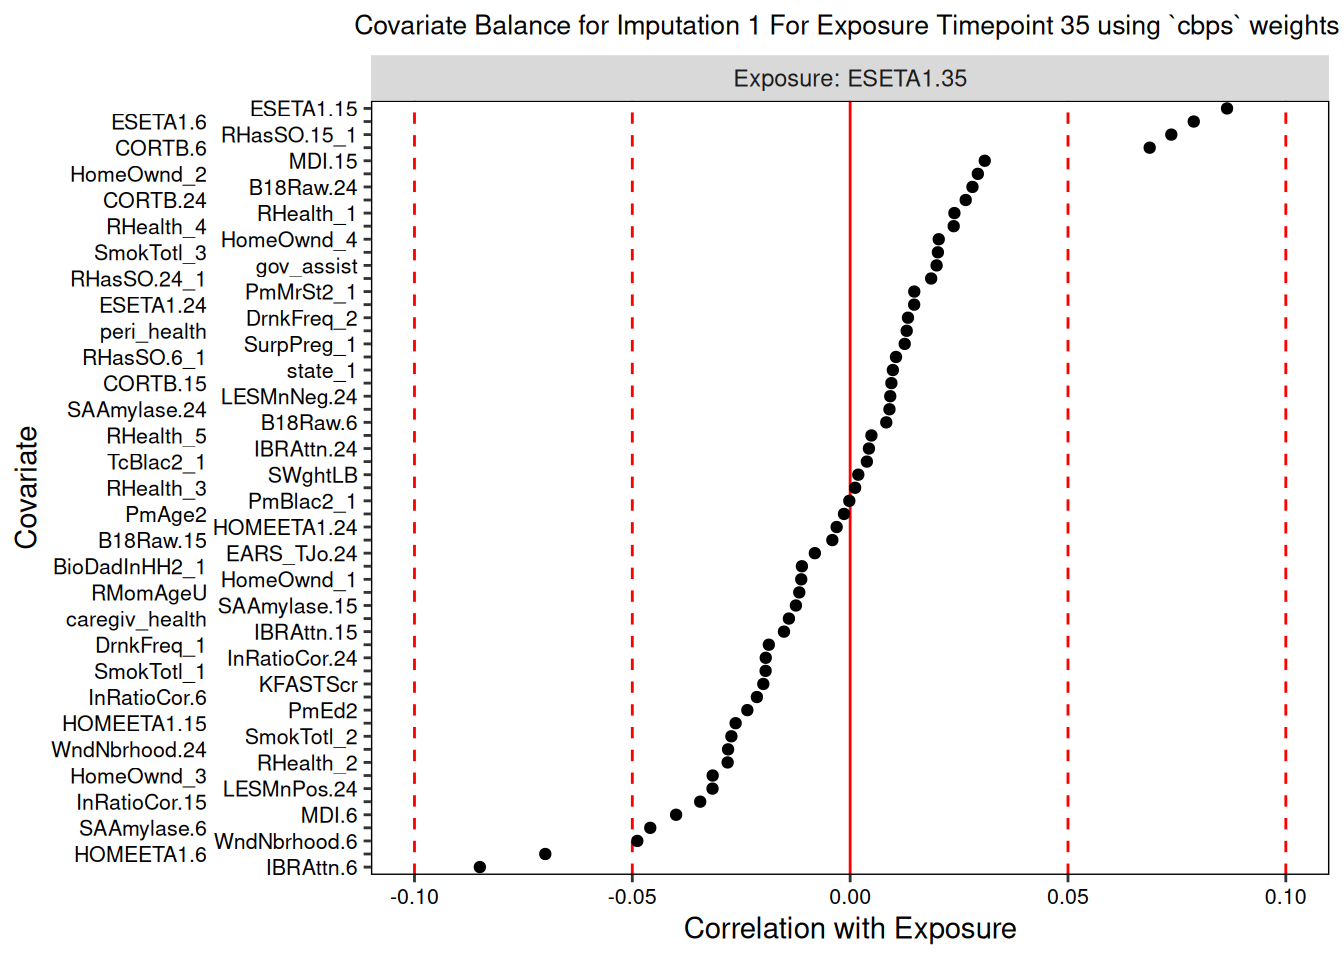 Covariate Balance for Imputation 1 For Exposure Timepoint 35 using `cbps` weights
Exposure: ESETA1.35
ESETA1.15
ESETA1.6
RHasSO.15_1
CORTB.6
MDI.15
HomeOwnd_2
B18Raw.24
CORTB.24
RHealth_1
RHealth_4
HomeOwnd_4
SmokTotl_3
gov_assist
RHasSO.24_1
PmMrSt2_1
ESETA1.24
DrnkFreq_2
peri_health
SurpPreg_1
RHasSO.6_1
state_1
CORTB.15
LESMnNeg.24
SAAmylase.24
B18Raw.6
RHealth_5
IBRAttn.24
TcBlac2_1
SWghtLB
RHealth_3
PmBlac2_1
PmAge2
HOMEETA1.24
B18Raw.15
EARS_TJo.24
BioDadInHH2_1
HomeOwnd_1
RMomAgeU
SAAmylase.15
caregiv_health
IBRAttn.15
DrnkFreq_1
InRatioCor.24
SmokTotl_1
KFASTScr
InRatioCor.6
PmEd2
HOMEETA1.15
SmokTotl_2
WndNbrhood.24
RHealth_2
HomeOwnd_3
LESMnPos.24
InRatioCor.15
MDI.6
SAAmylase.6
WndNbrhood.6
HOMEETA1.6
IBRAttn.6
Covariate
-0.10 -0.05 0.00 0.05 0.10
Correlation with Exposure